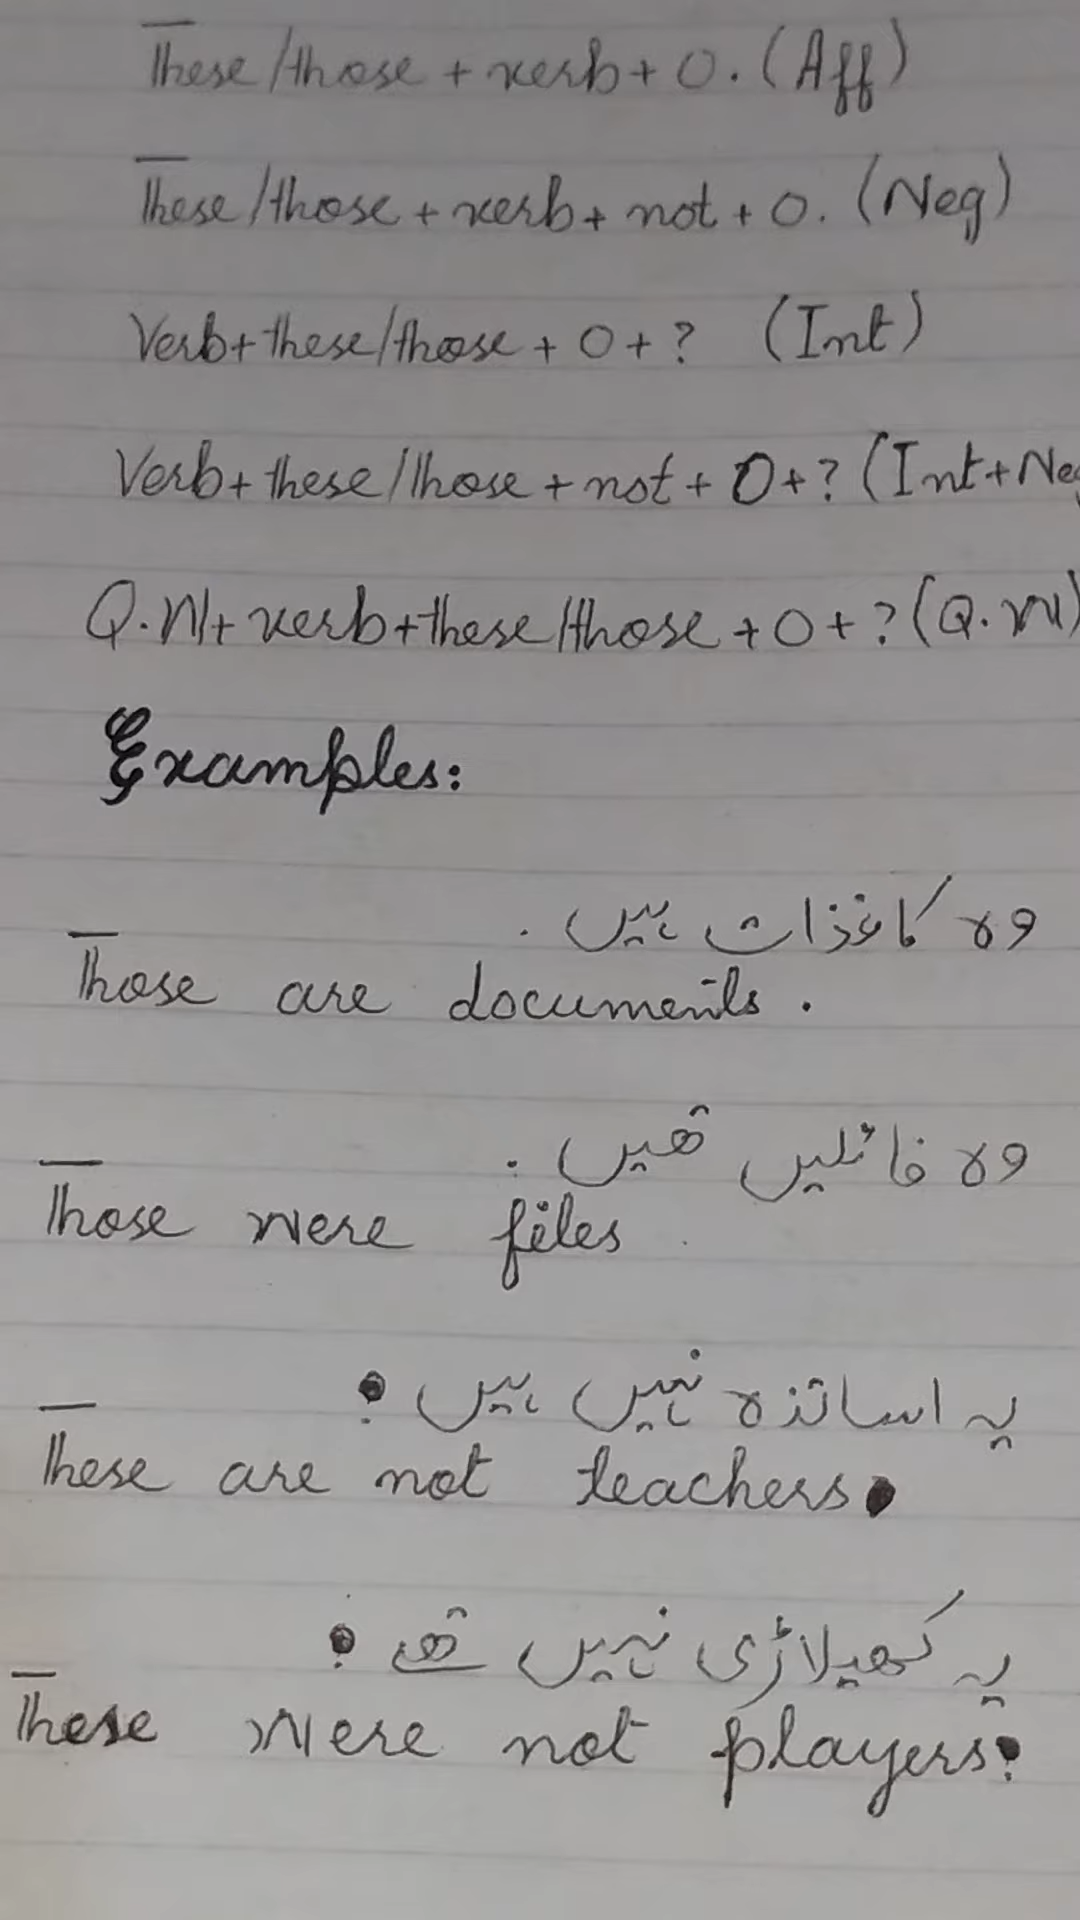 These/those + verb + O. (Aff)
These/those + verb + not + O. (Neg)
Verb + these/those + O + ? (Int)
Verb + these/those + not + O + ? (Int + Neg
Q.W + verb + these/those + O + ? (Q.W)
Examples:
وہ کاغذات ہیں .
Those are documents .
وہ فائلیں تھیں .
Those were files
یہ اساتذہ نہیں ہیں .
These are not teachers.
یہ کھیلاڑی نہیں تھے .
These were not players.